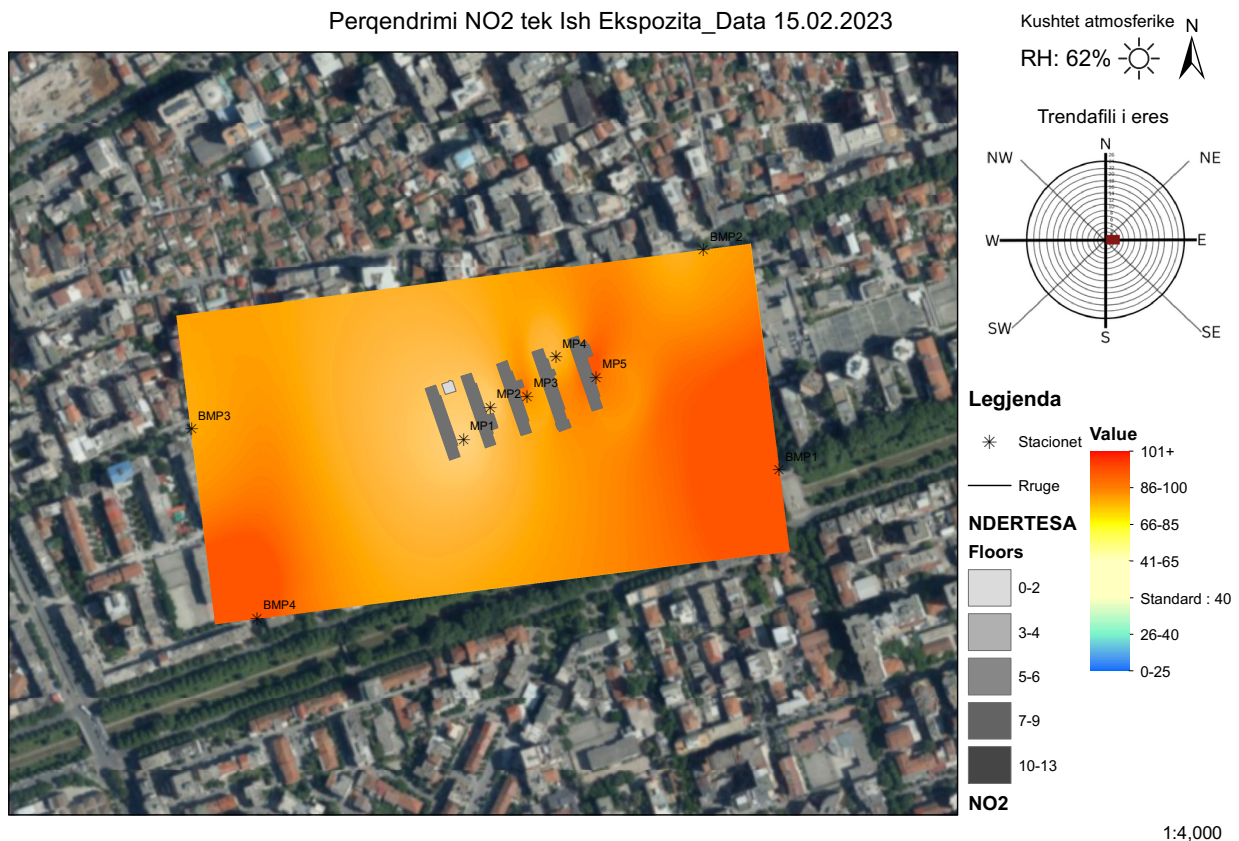 Perqendrimi NO2 tek Ish Ekspozita_Data 15.02.2023
Kushtet atmosferike
N
RH: 62%
Trendafili i eres
N
NW
NE
W
E
SW
SE
S
BMP2
MP4
MP5
MP3
MP2
MP1
BMP3
BMP1
BMP4
Legjenda
Stacionet
Rruge
NDERTESA
Floors
0-2
3-4
5-6
7-9
10-13
NO2
Value
101+
86-100
66-85
41-65
Standard : 40
26-40
0-25
1:4,000